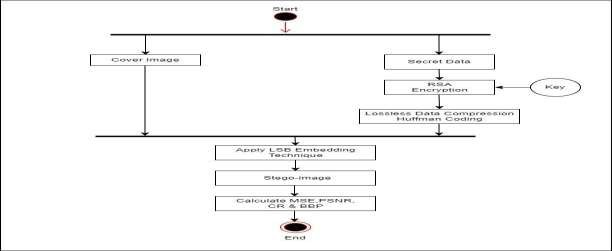 Start
Cover Image
Secret Data
RSA
Encryption
Key
Lossless Data Compression
Huffman Coding
Apply LSB Embedding
Technique
Stego-image
Calculate MSE,PSNR,
CR & BBP
End